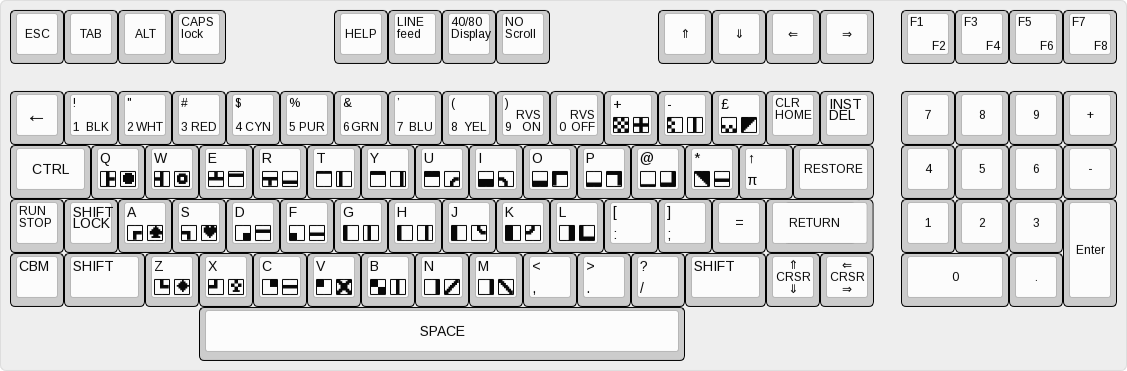 ESC TAB ALT CAPS lock HELP LINE feed 40/80 Display NO Scroll ⇑ ⇓ ⇐ ⇒ F1 F2 F3 F4 F5 F6 F7 F8
← ! 1 BLK " 2 WHT # 3 RED $ 4 CYN % 5 PUR & 6 GRN ' 7 BLU ( 8 YEL ) 9 RVS ON 0 RVS OFF + - £ CLR HOME INST DEL 7 8 9 +
CTRL Q W E R T Y U I O P @ * ↑ π RESTORE 4 5 6 -
RUN STOP SHIFT LOCK A S D F G H J K L [ : ] ; = RETURN 1 2 3 Enter
CBM SHIFT Z X C V B N M < , > . ? / SHIFT ⇑ CRSR ⇓ ⇐ CRSR ⇒ 0 .
SPACE